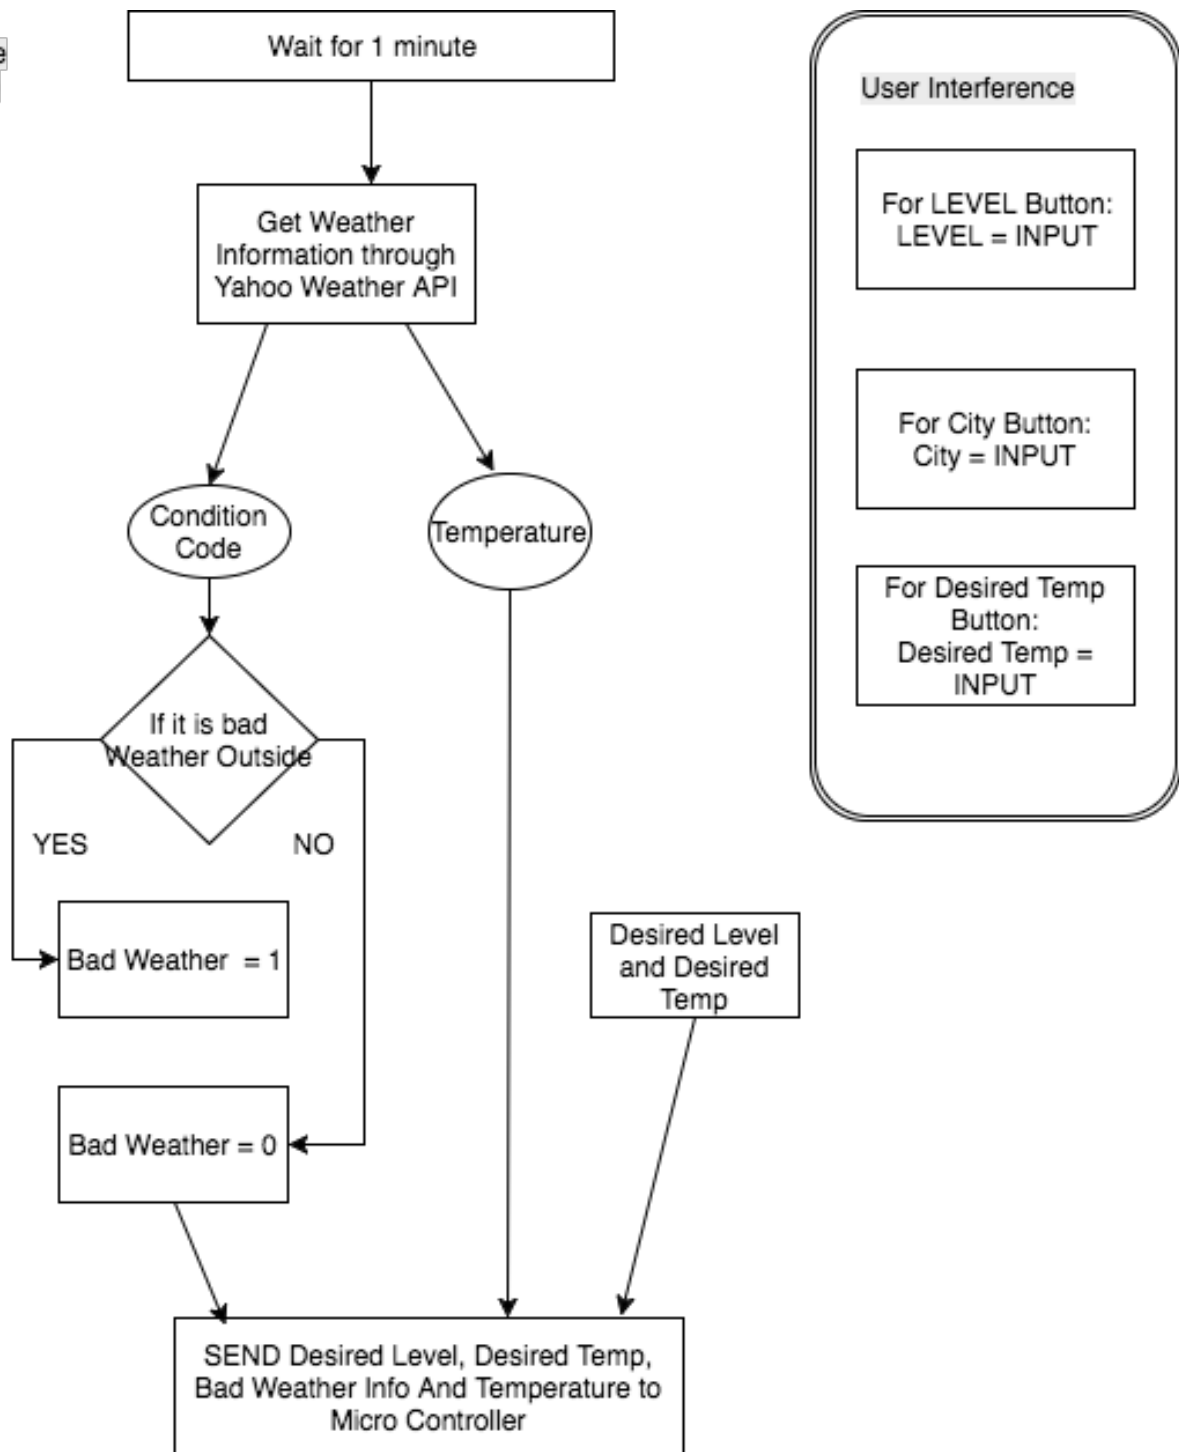 Wait for 1 minute
Get Weather
Information through
Yahoo Weather API
Condition
Code
Temperature
If it is bad
Weather Outside
YES
NO
Bad Weather = 1
Bad Weather = 0
Desired Level
and Desired
Temp
SEND Desired Level, Desired Temp,
Bad Weather Info And Temperature to
Micro Controller
User Interference
For LEVEL Button:
LEVEL = INPUT
For City Button:
City = INPUT
For Desired Temp
Button:
Desired Temp =
INPUT